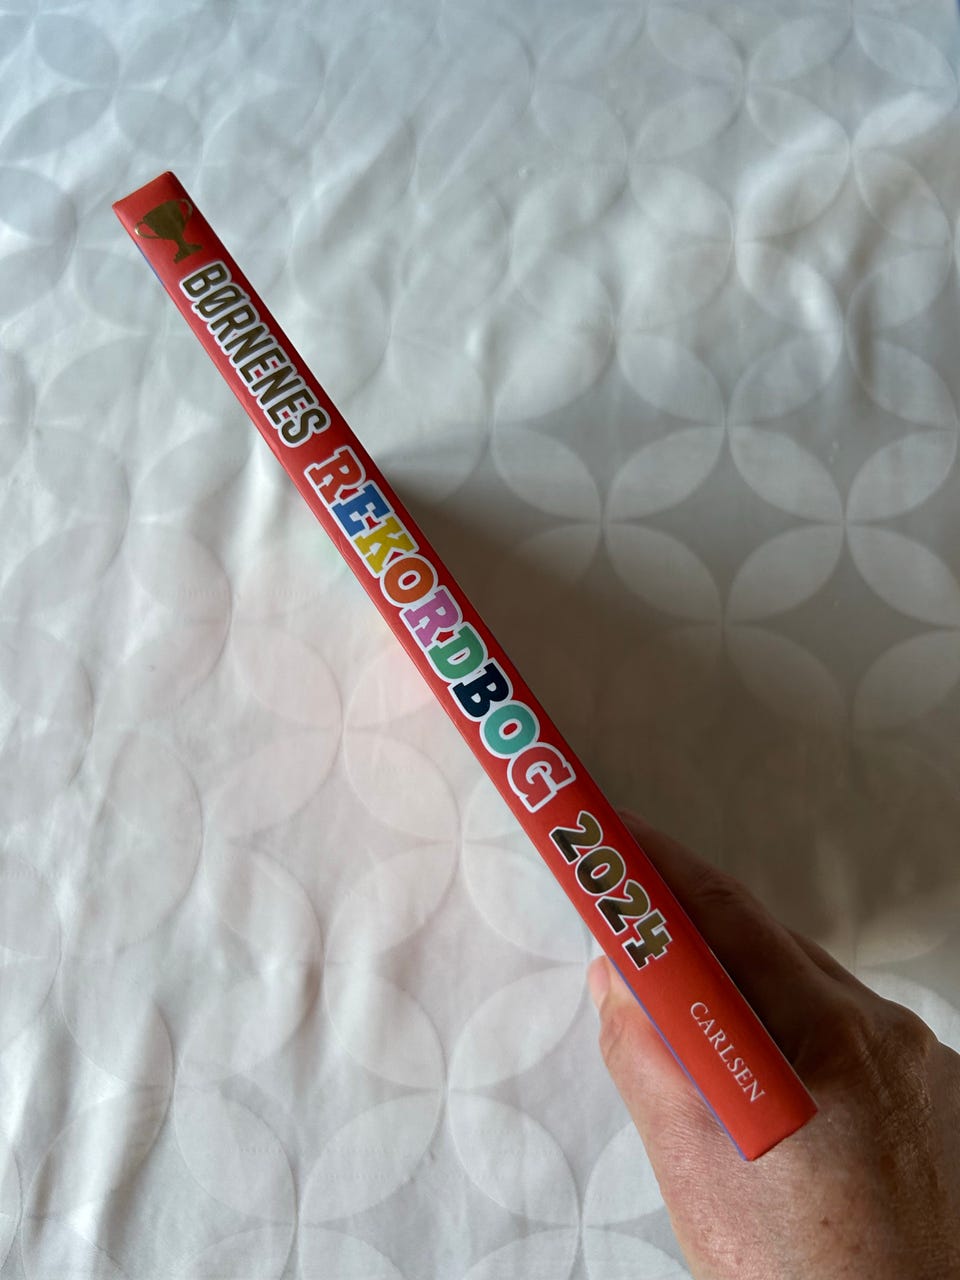 BØRNENES REKORDBOG 2024
CARLSEN